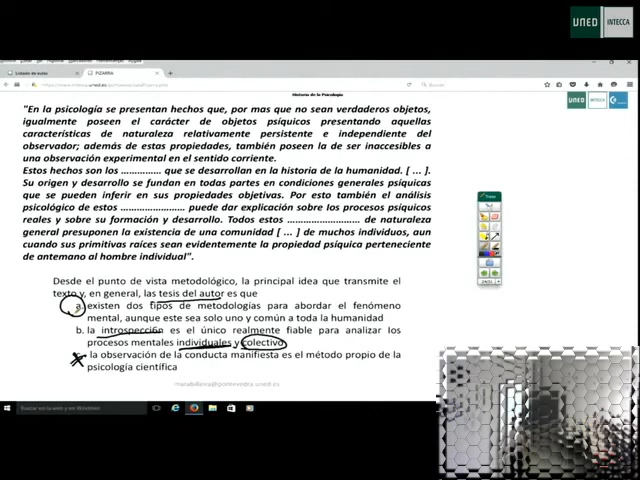 UNED INTECCA
PIZARRA
Historia de la Psicología
UNED
"En la psicología se presentan hechos que, por mas que no sean verdaderos objetos,
igualmente poseen el carácter de objetos psíquicos presentando aquellas
características de naturaleza relativamente persistente e independiente del
observador; además de estas propiedades, también poseen la de ser inaccesibles
a una observación experimental en el sentido corriente.
Estos hechos son los .............. que se desarrollan en la historia de la humanidad. [ ... ].
Su origen y desarrollo se fundan en todas partes en condiciones generales psíquicas
que se pueden inferir en sus propiedades objetivas. Por esto también el análisis
psicológico de estos ................ puede dar explicación sobre los procesos psíquicos
reales y sobre su formación y desarrollo. Todos estos ........................ de naturaleza
general presuponen la existencia de una comunidad [ ... ] de muchos individuos, aun
cuando sus primitivas raíces sean evidentemente la propiedad psíquica perteneciente
de antemano al hombre individual".
Desde el punto de vista metodológico, la principal idea que transmite el
texto y, en general, las tesis del autor es que
a. existen dos tipos de metodologías para abordar el fenómeno
mental, aunque este sea solo uno y común a toda la humanidad
b. la introspección es el único realmente fiable para analizar los
procesos mentales individuales y colectivo
la observación de la conducta manifiesta es el método propio de la
psicología científica
24/31
Buscar en la web y en Windows